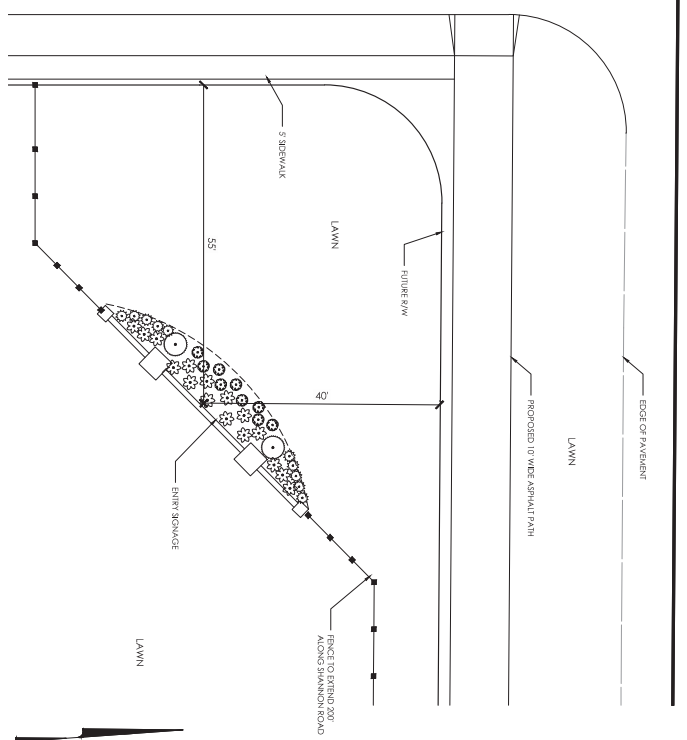 5' SIDEWALK
LAWN
55'
FUTURE R/W
40'
EDGE OF PAVEMENT
LAWN
PROPOSED 10' WIDE ASPHALT PATH
ENTRY SIGNAGE
FENCE TO EXTEND 200'
ALONG SHANNON ROAD
LAWN